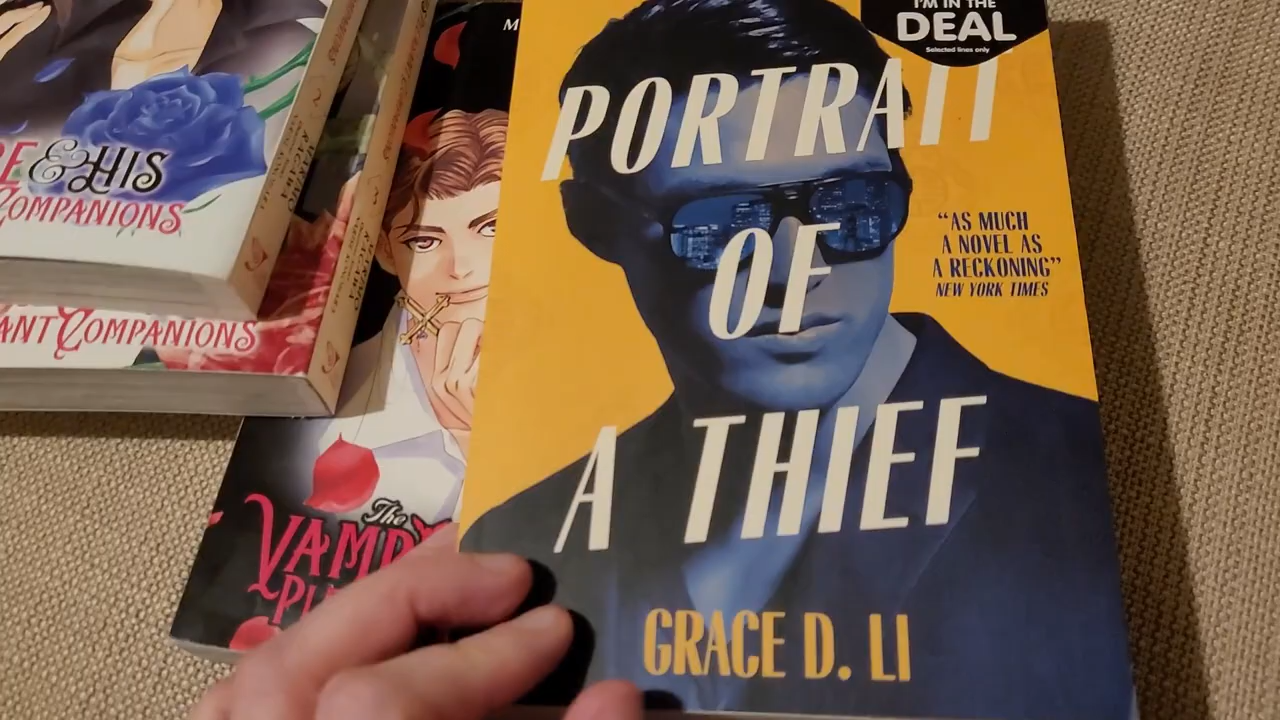 I'M IN THE
DEAL
Selected lines only
PORTRAIT
OF
A THIEF
"AS MUCH
A NOVEL AS
A RECKONING"
NEW YORK TIMES
GRACE D. LI
& HIS
COMPANIONS
COMPANIONS
The